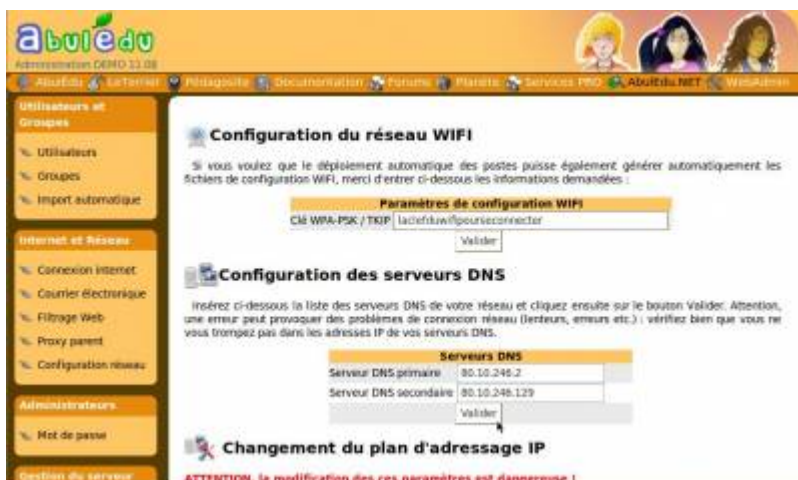 abulédu
Administration DEMO 11.08
AbulEdu LeTerrier Pédagosite Documentation Forums Planète Services PRO AbulEdu.NET WebAdmin
Utilisateurs et
Groupes
Utilisateurs
Groupes
Import automatique
Internet et Réseau
Connexion internet
Courrier électronique
Filtrage Web
Proxy parent
Configuration réseau
Administrateurs
Mot de passe
Gestion du serveur
Configuration du réseau WIFI
Si vous voulez que le déploiement automatique des postes puisse également générer automatiquement les
fichiers de configuration WIFI, merci d'entrer ci-dessous les informations demandées :
Paramètres de configuration WIFI
Clé WPA-PSK / TKIP laclefduwifipourseconnecter
Valider
Configuration des serveurs DNS
Insérez ci-dessous la liste des serveurs DNS de votre réseau et cliquez ensuite sur le bouton Valider. Attention,
une erreur peut provoquer des problèmes de connexion réseau (lenteurs, erreurs etc.) : vérifiez bien que vous ne
vous trompez pas dans les adresses IP de vos serveurs DNS.
Serveurs DNS
Serveur DNS primaire 80.10.246.2
Serveur DNS secondaire 80.10.246.129
Valider
Changement du plan d'adressage IP
ATTENTION, la modification des ces paramètres est dangereuse !